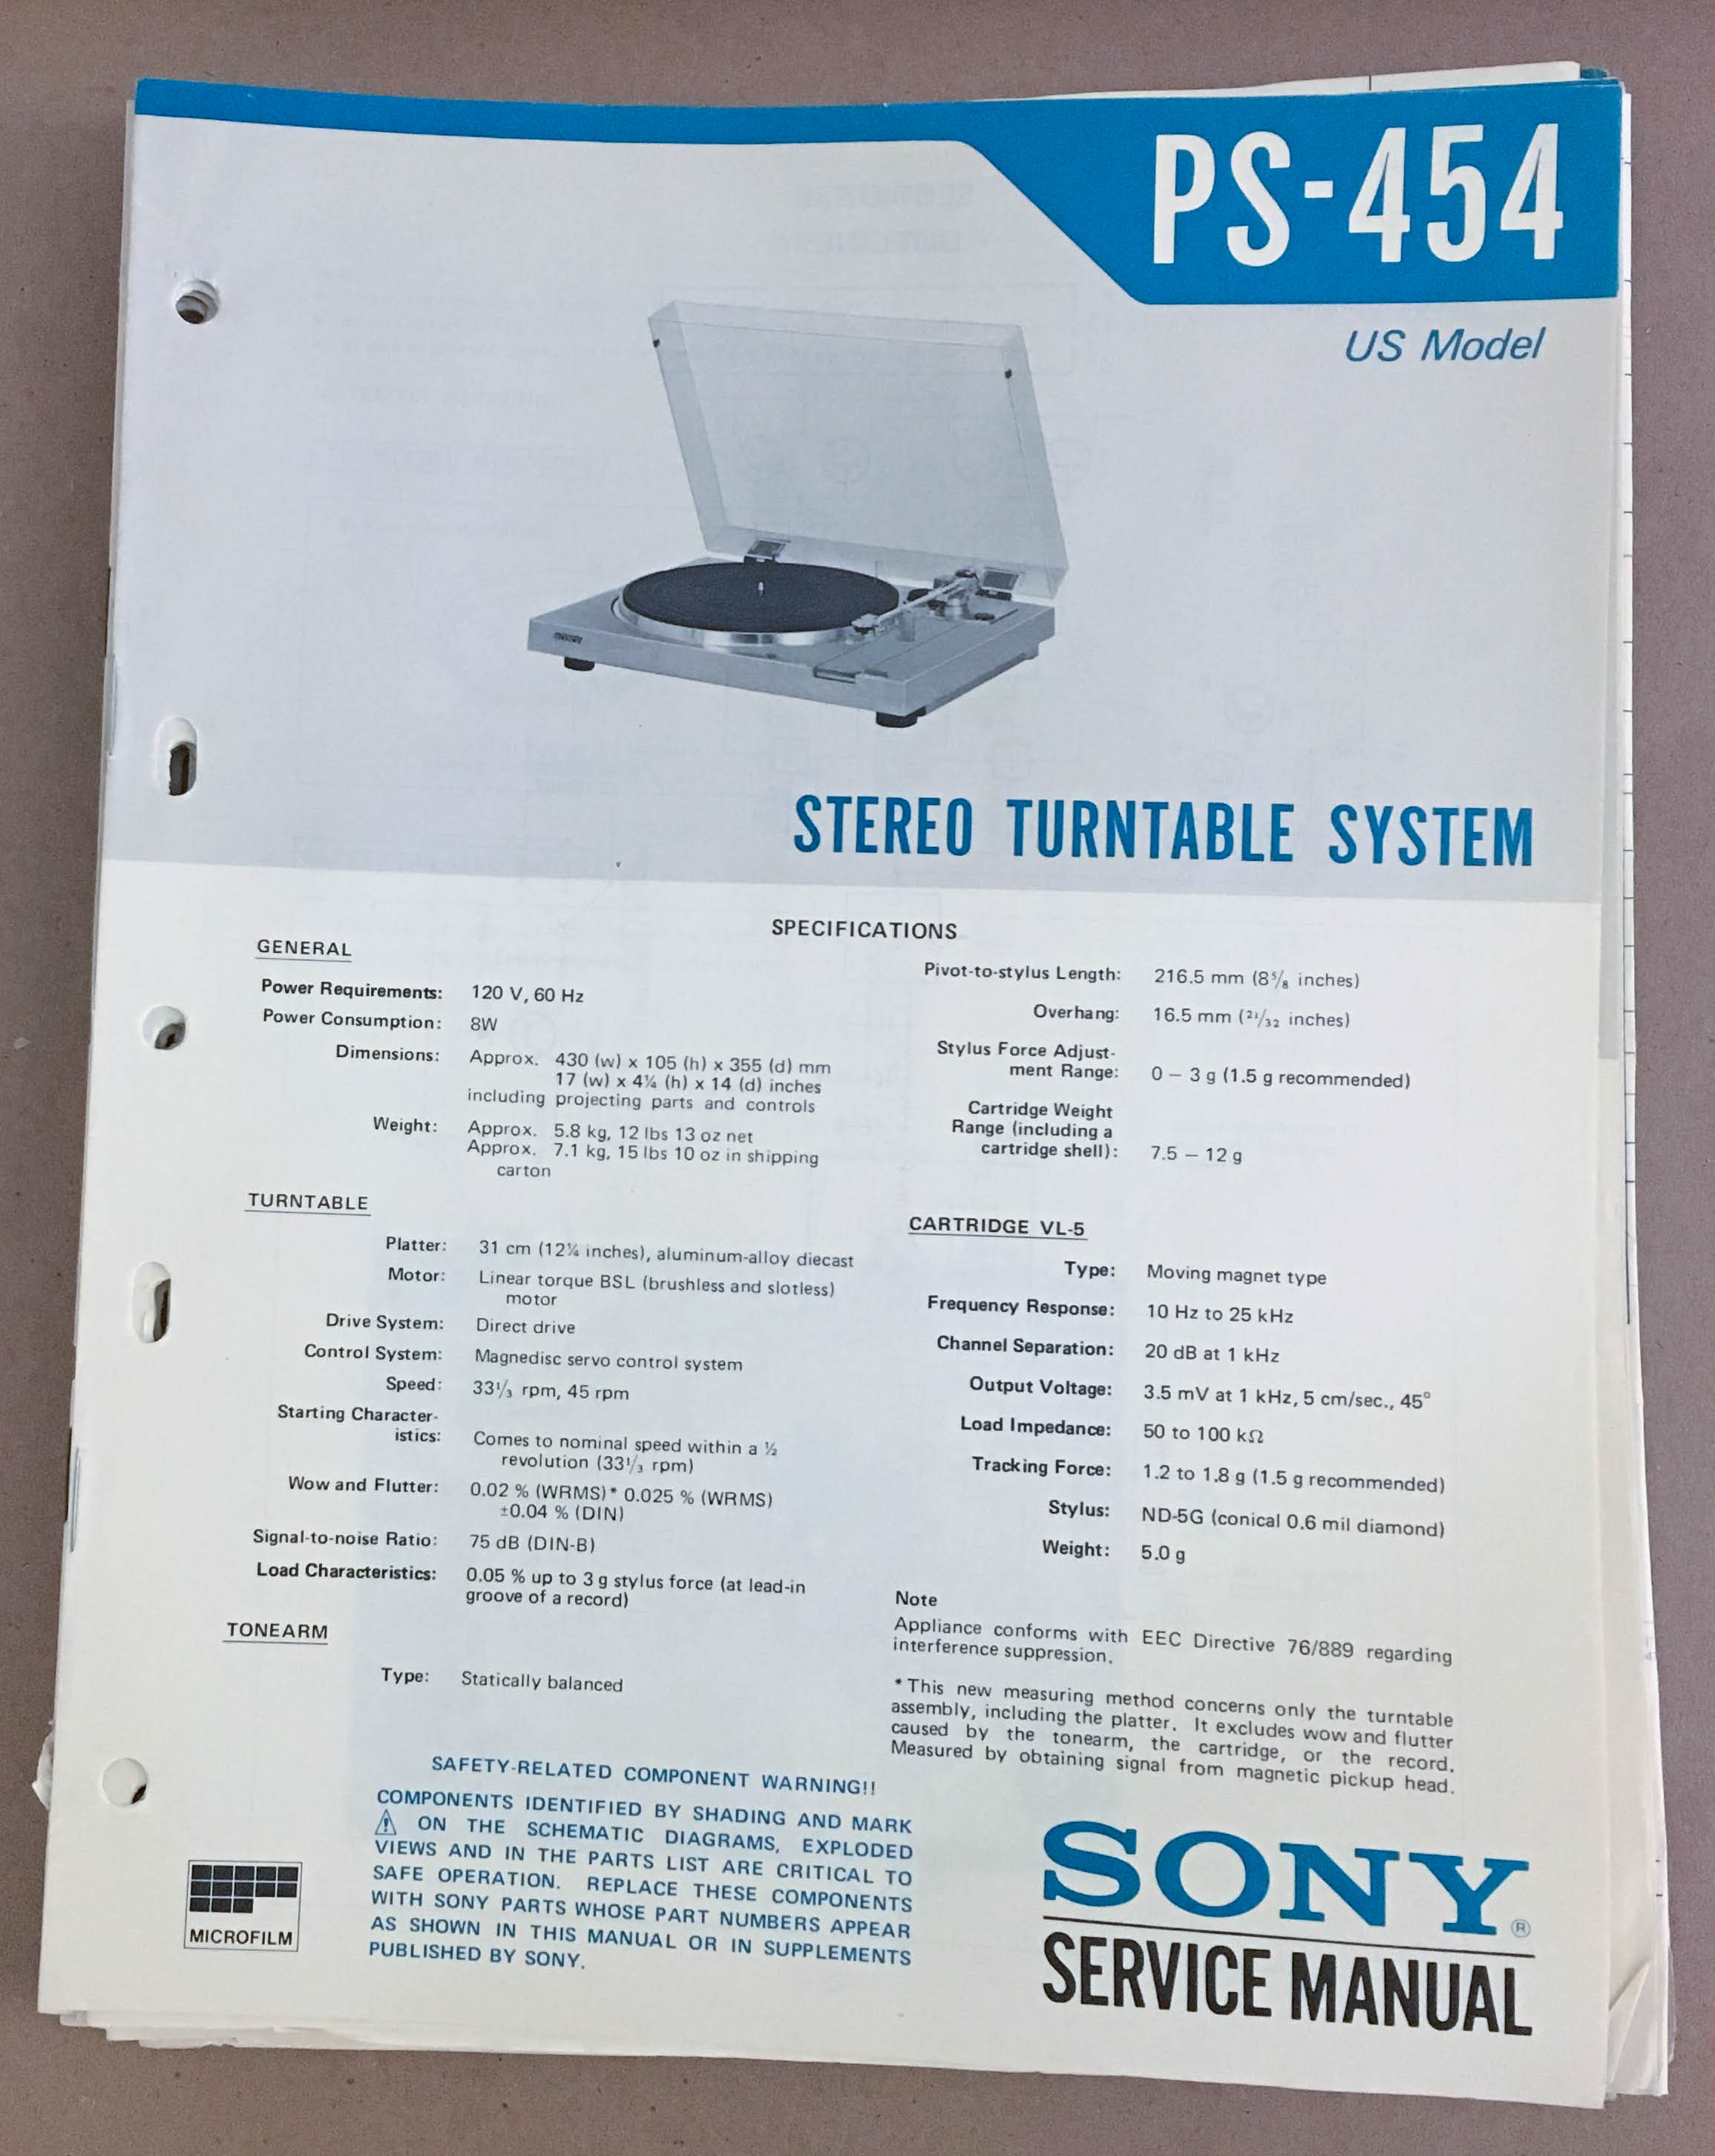 PS-454
US Model
STEREO TURNTABLE SYSTEM
SPECIFICATIONS
GENERAL
Power Requirements: 120 V, 60 Hz
Power Consumption: 8W
Dimensions: Approx. 430 (w) x 105 (h) x 355 (d) mm
17 (w) x 4¼ (h) x 14 (d) inches
including projecting parts and controls
Weight: Approx. 5.8 kg, 12 lbs 13 oz net
Approx. 7.1 kg, 15 lbs 10 oz in shipping
carton
TURNTABLE
Platter: 31 cm (12¼ inches), aluminum-alloy diecast
Motor: Linear torque BSL (brushless and slotless)
motor
Drive System: Direct drive
Control System: Magnedisc servo control system
Speed: 33⅓ rpm, 45 rpm
Starting Character-
istics: Comes to nominal speed within a ½
revolution (33⅓ rpm)
Wow and Flutter: 0.02 % (WRMS)* 0.025 % (WRMS)
±0.04 % (DIN)
Signal-to-noise Ratio: 75 dB (DIN-B)
Load Characteristics: 0.05 % up to 3 g stylus force (at lead-in
groove of a record)
TONEARM
Type: Statically balanced
Pivot-to-stylus Length: 216.5 mm (8⅝ inches)
Overhang: 16.5 mm (21/32 inches)
Stylus Force Adjust-
ment Range: 0 – 3 g (1.5 g recommended)
Cartridge Weight
Range (including a
cartridge shell): 7.5 – 12 g
CARTRIDGE VL-5
Type: Moving magnet type
Frequency Response: 10 Hz to 25 kHz
Channel Separation: 20 dB at 1 kHz
Output Voltage: 3.5 mV at 1 kHz, 5 cm/sec., 45°
Load Impedance: 50 to 100 kΩ
Tracking Force: 1.2 to 1.8 g (1.5 g recommended)
Stylus: ND-5G (conical 0.6 mil diamond)
Weight: 5.0 g
Note
Appliance conforms with EEC Directive 76/889 regarding
interference suppression.
*This new measuring method concerns only the turntable
assembly, including the platter. It excludes wow and flutter
caused by the tonearm, the cartridge, or the record.
Measured by obtaining signal from magnetic pickup head.
SAFETY-RELATED COMPONENT WARNING!!
COMPONENTS IDENTIFIED BY SHADING AND MARK
⚠ ON THE SCHEMATIC DIAGRAMS, EXPLODED
VIEWS AND IN THE PARTS LIST ARE CRITICAL TO
SAFE OPERATION. REPLACE THESE COMPONENTS
WITH SONY PARTS WHOSE PART NUMBERS APPEAR
AS SHOWN IN THIS MANUAL OR IN SUPPLEMENTS
PUBLISHED BY SONY.
MICROFILM
SONY®
SERVICE MANUAL